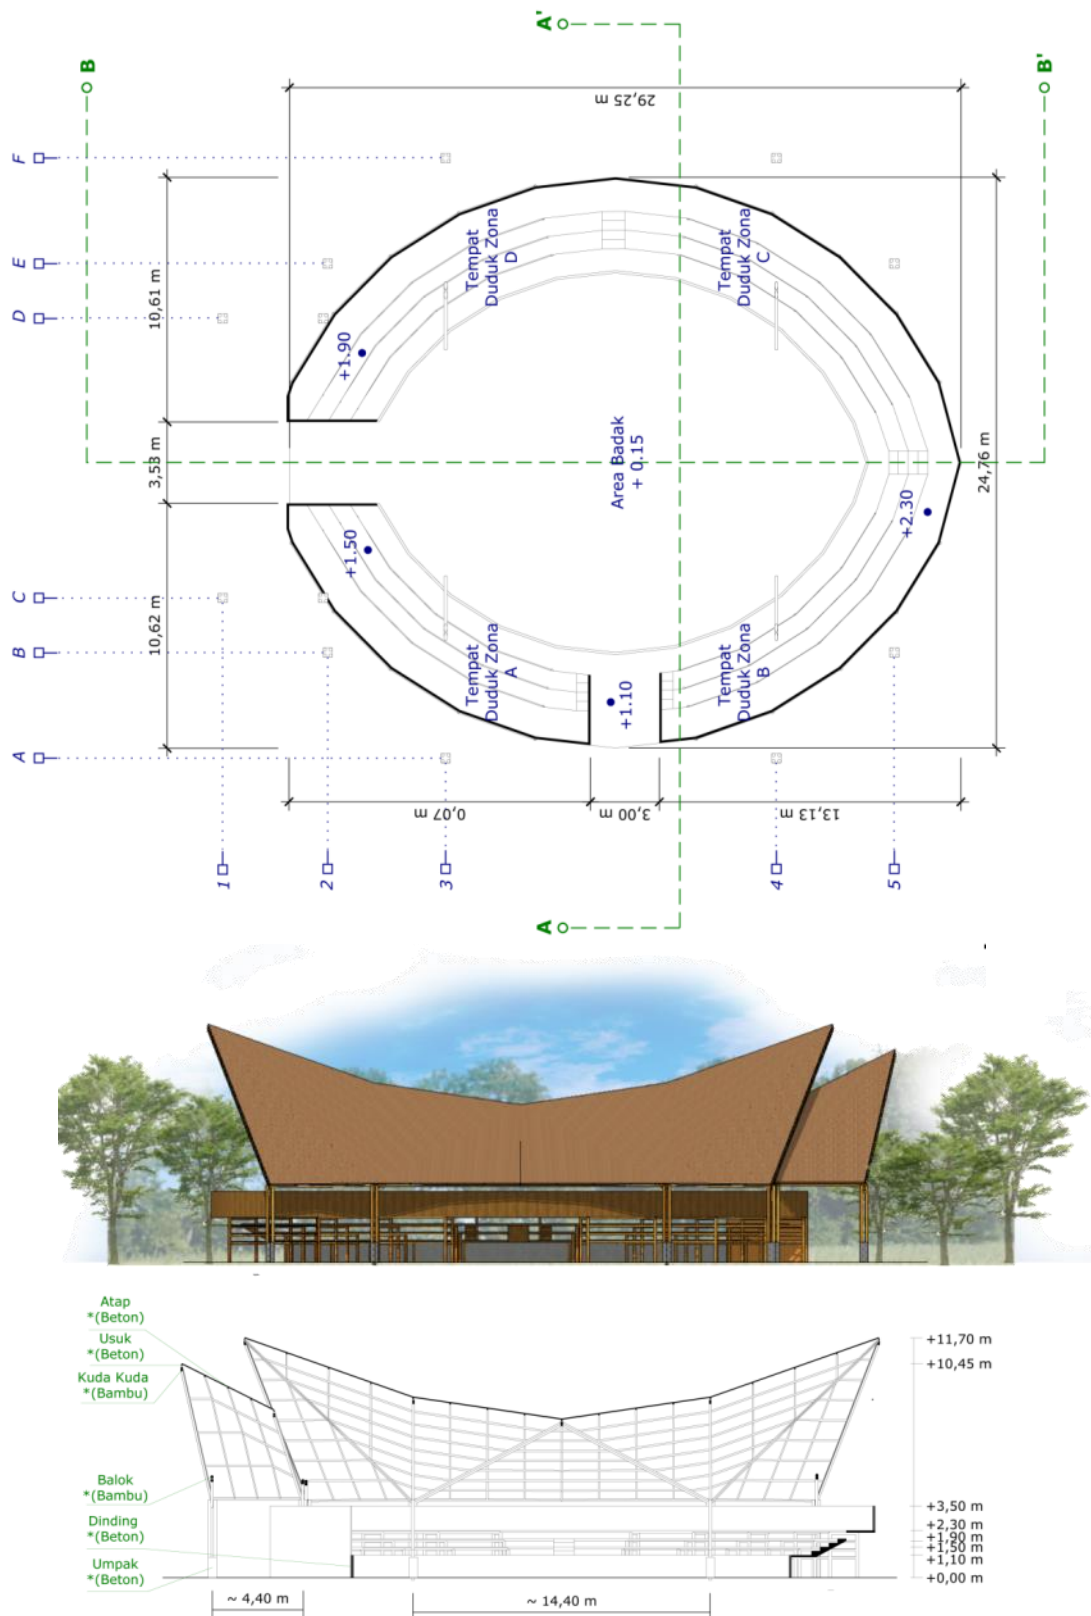 A'
B
B'
29,25 m
F
E
D
C
B
A
10,61 m
3,53 m
10,62 m
Tempat
Duduk Zona
D
Tempat
Duduk Zona
C
+1.90
Area Badak
+ 0.15
24,76 m
+1.50
+2.30
Tempat
Duduk Zona
A
Tempat
Duduk Zona
B
+1.10
0,07 m
3,00 m
13,13 m
1
2
3
4
5
A
Atap
*(Beton)
Usuk
*(Beton)
Kuda Kuda
*(Bambu)
Balok
*(Bambu)
Dinding
*(Beton)
Umpak
*(Beton)
+11,70 m
+10,45 m
+3,50 m
+2,30 m
+1,90 m
+1,50 m
+1,10 m
+0,00 m
~ 4,40 m
~ 14,40 m